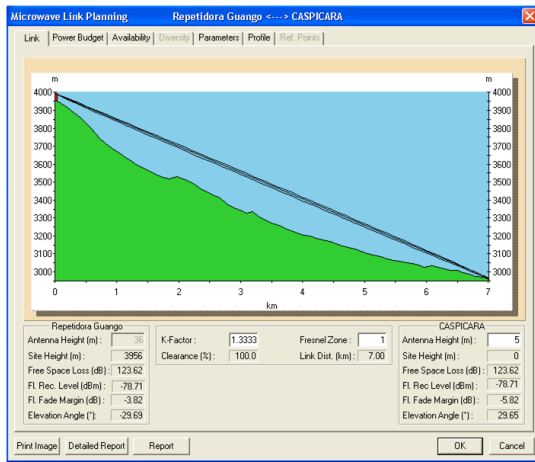 Microwave Link Planning Repetidora Guango <---> CASPICARA
Link Power Budget Availability Diversity Parameters Profile Ref. Points
m m
4000 4000
3900 3900
3800 3800
3700 3700
3600 3600
3500 3500
3400 3400
3300 3300
3200 3200
3100 3100
3000 3000
0 1 2 3 4 5 6 7
km
Repetidora Guango
Antenna Height (m) : 36
Site Height (m) : 3956
Free Space Loss (dB) : 123.62
Fl. Rec. Level (dBm) : -78.71
Fl. Fade Margin (dB) : -3.82
Elevation Angle (°): -29.69
K-Factor : 1.3333 Fresnel Zone : 1
Clearance (%) : 100.0 Link Dist. (km) : 7.00
CASPICARA
Antenna Height (m) : 5
Site Height (m) : 0
Free Space Loss (dB) : 123.62
Fl. Rec Level (dBm) : -78.71
Fl. Fade Margin (dB) : -5.82
Elevation Angle (°): 29.65
Print Image Detailed Report Report OK Cancel